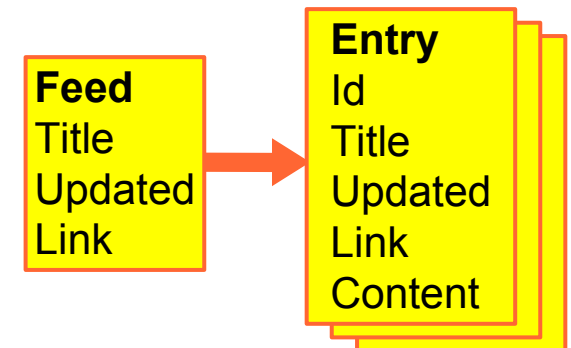 Feed
Title
Updated
Link
Entry
Id
Title
Updated
Link
Content